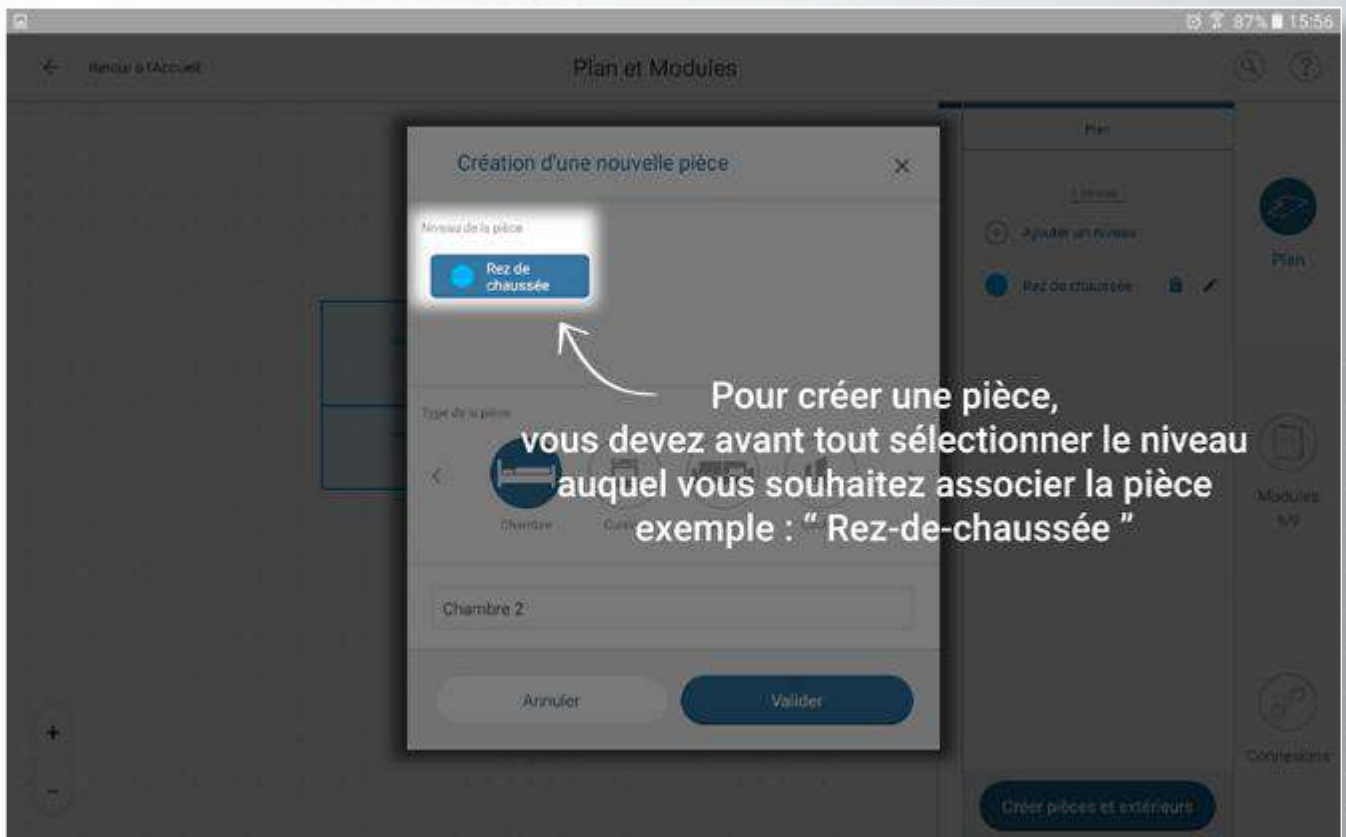 87% 15:56
Retour à l'Accueil
Plan et Modules
Plan
Création d'une nouvelle pièce
Niveau de la pièce
Rez de
chaussée
Ajouter un niveau
Rez de chaussée
Plan
Pour créer une pièce,
vous devez avant tout sélectionner le niveau
auquel vous souhaitez associer la pièce
exemple : “ Rez-de-chaussée ”
Type de la pièce
Chambre
Modules
Chambre 2
Annuler
Valider
Connexions
+
-
Créer pièces et extérieurs